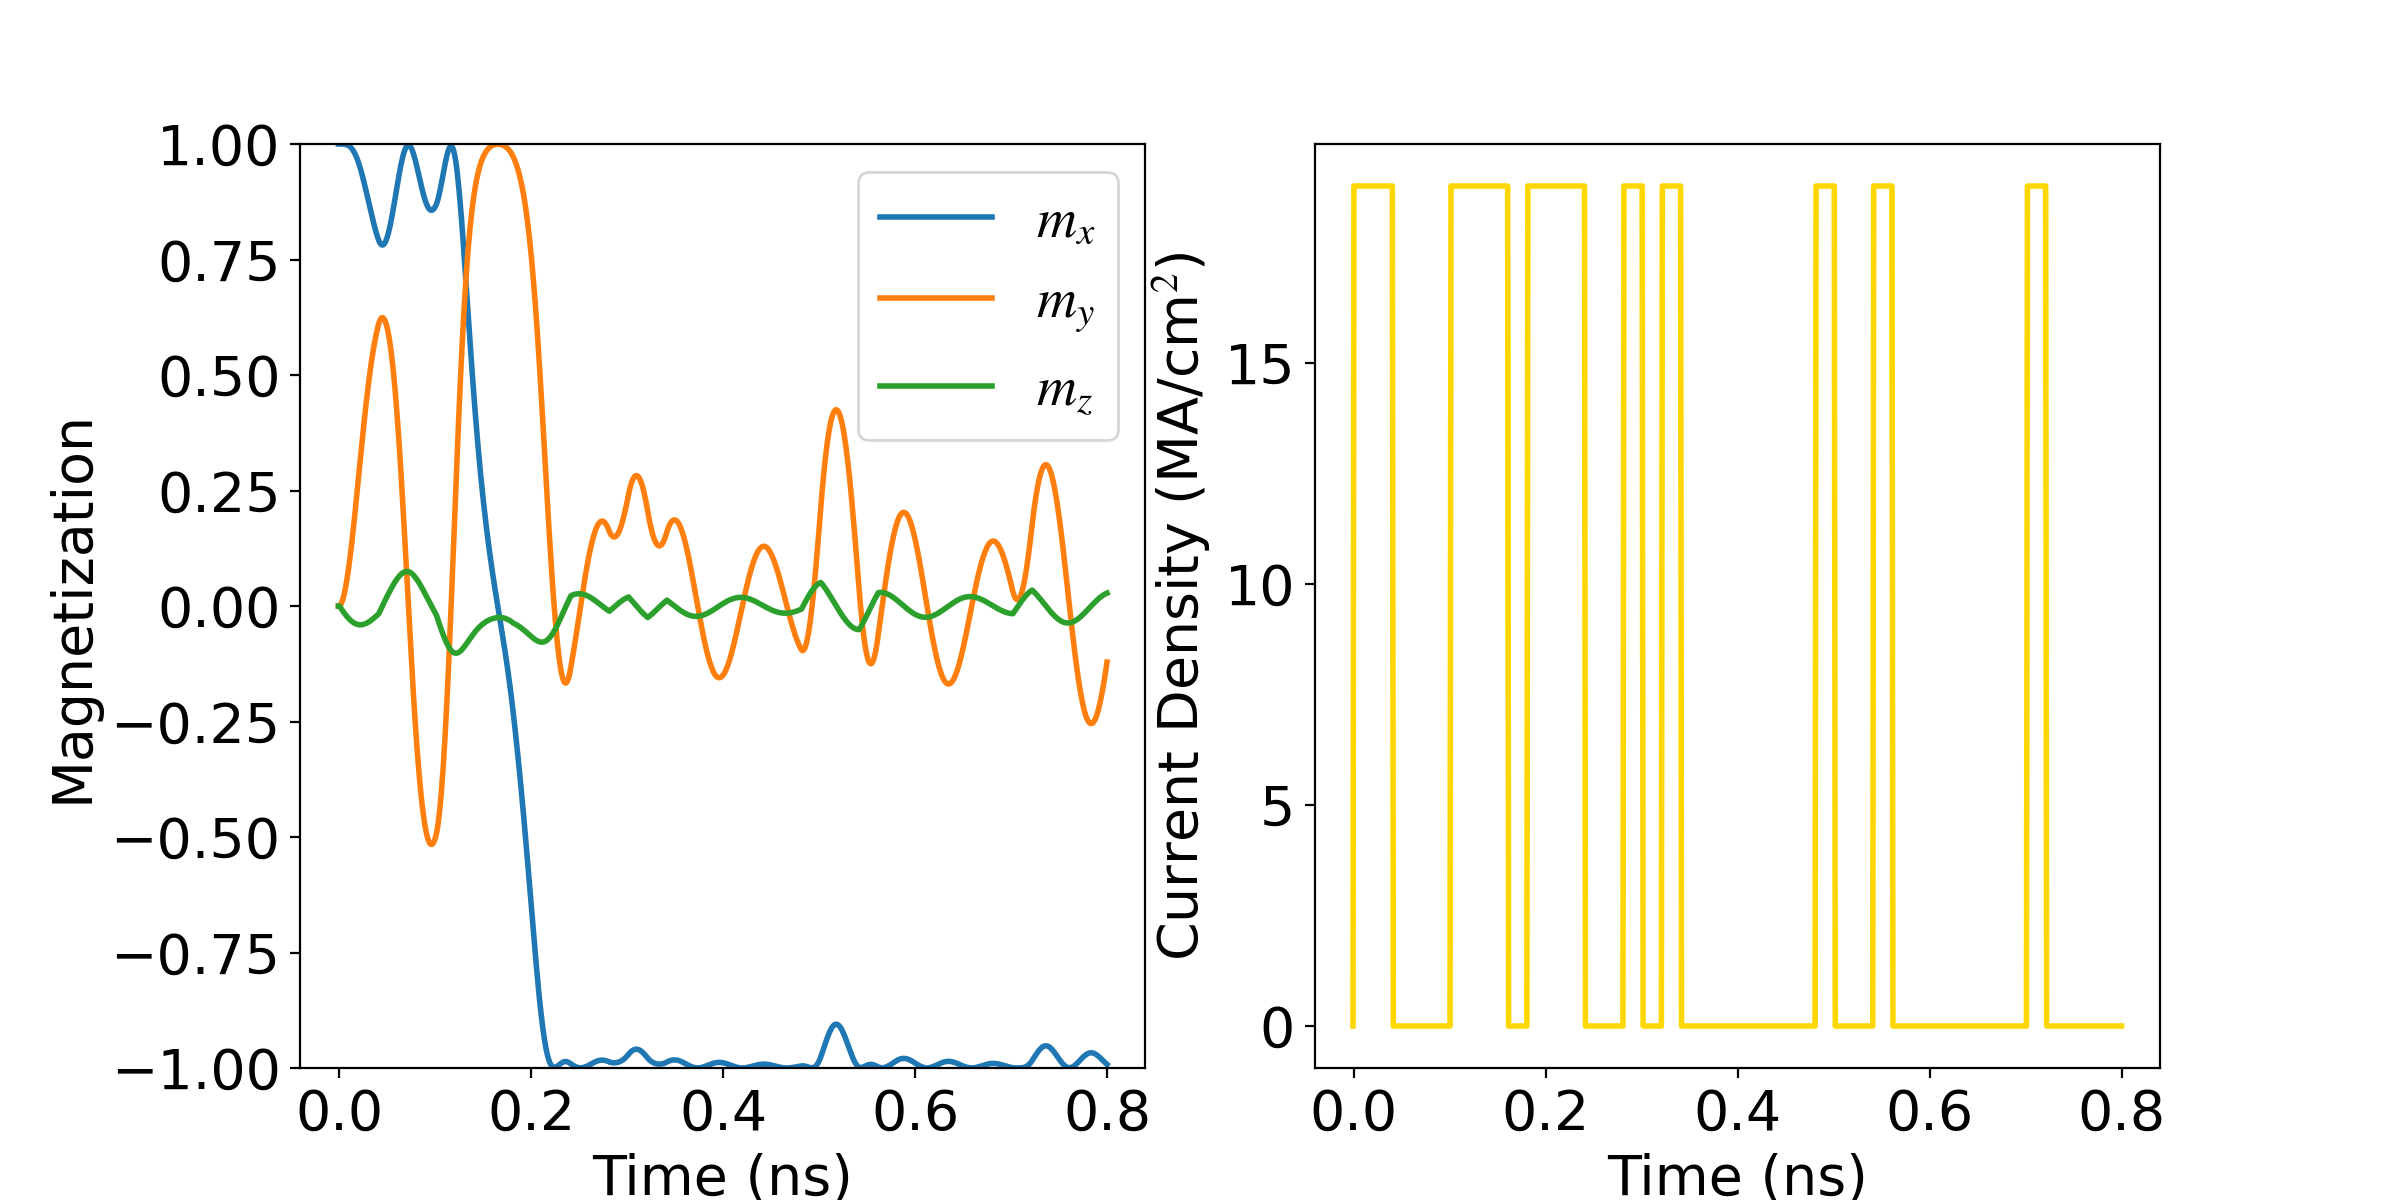 Magnetization
1.00
0.75
0.50
0.25
0.00
−0.25
−0.50
−0.75
−1.00
0.0 0.2 0.4 0.6 0.8
Time (ns)
m_x
m_y
m_z
Current Density (MA/cm²)
15
10
5
0
0.0 0.2 0.4 0.6 0.8
Time (ns)